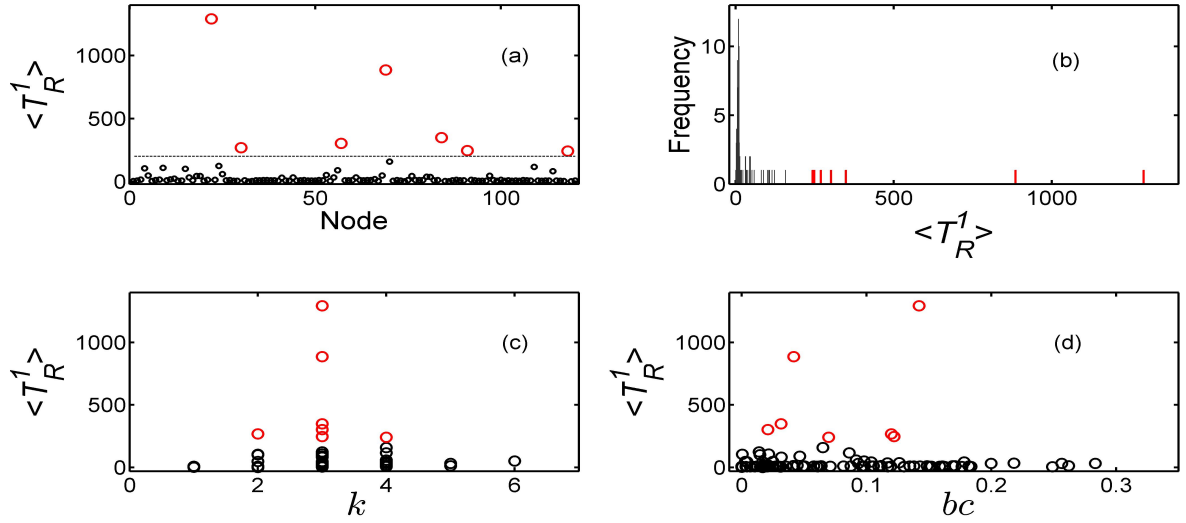 1000
500
0
<T_R^1>
(a)
0 50 100
Node
10
5
0
Frequency
(b)
0 500 1000
<T_R^1>
1000
500
0
<T_R^1>
(c)
0 2 4 6
k
1000
500
0
<T_R^1>
(d)
0 0.1 0.2 0.3
bc